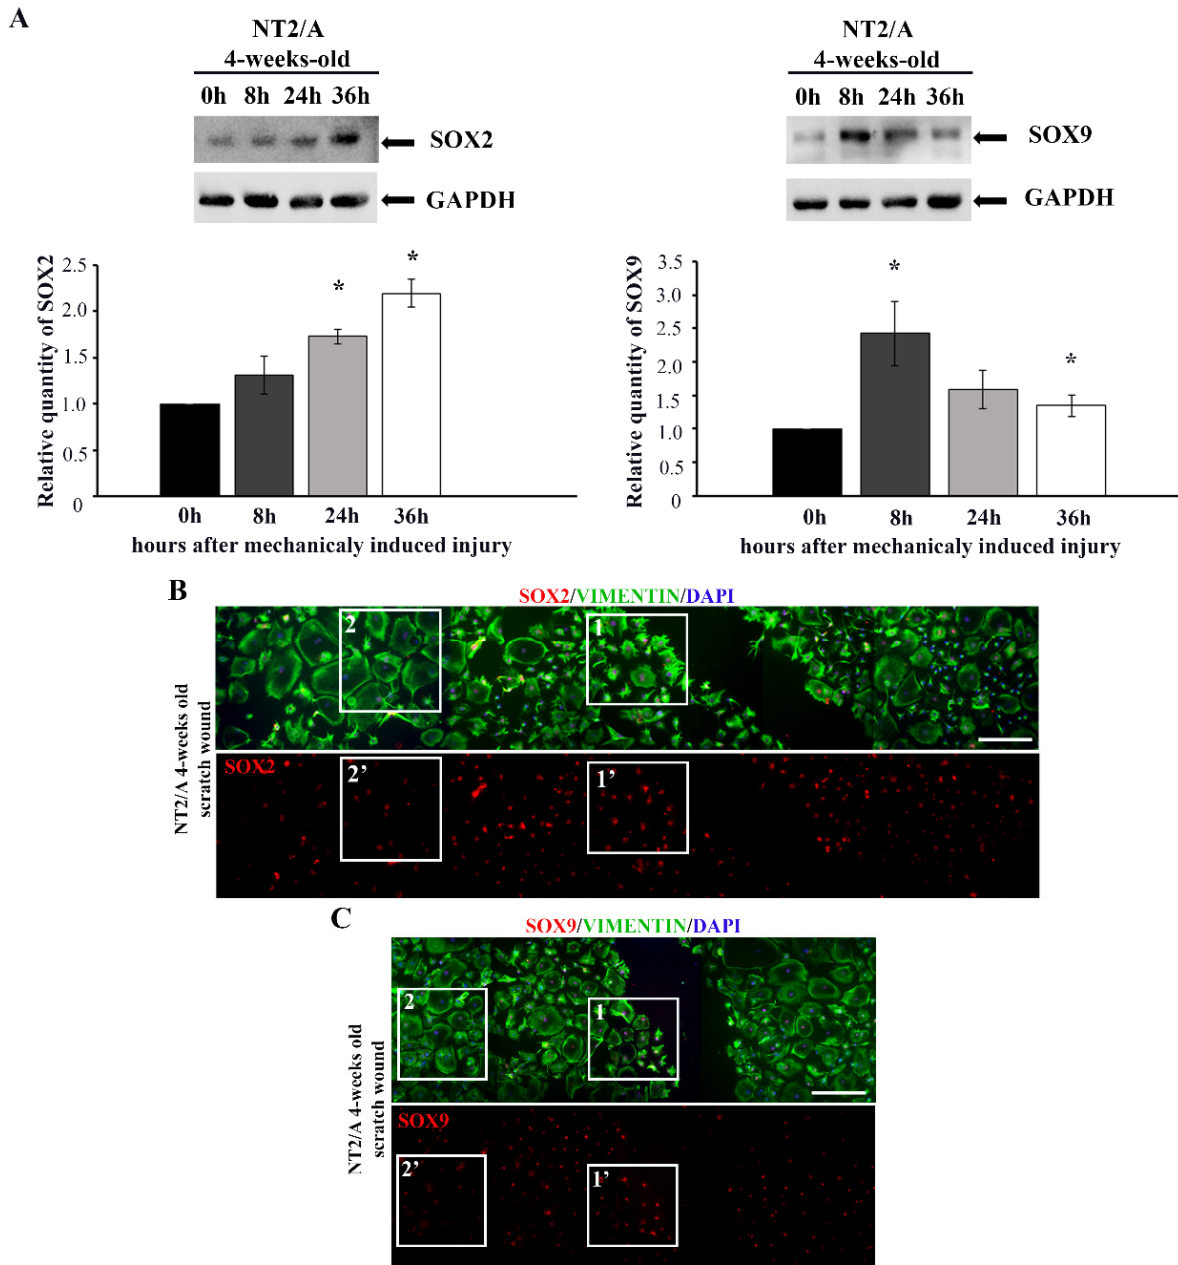 A
NT2/A
4-weeks-old
0h 8h 24h 36h
SOX2
GAPDH
NT2/A
4-weeks-old
0h 8h 24h 36h
SOX9
GAPDH
Relative quantity of SOX2
2.5
2.0
1.5
1.0
0.5
0
*
*
0h 8h 24h 36h
hours after mechanicaly induced injury
Relative quantity of SOX9
3.5
3.0
2.5
2.0
1.5
1.0
0.5
0
*
*
0h 8h 24h 36h
hours after mechanicaly induced injury
B
SOX2/VIMENTIN/DAPI
NT2/A 4-weeks old
scratch wound
2
1
SOX2
2’
1’
C
SOX9/VIMENTIN/DAPI
NT2/A 4-weeks old
scratch wound
2
1
SOX9
2’
1’